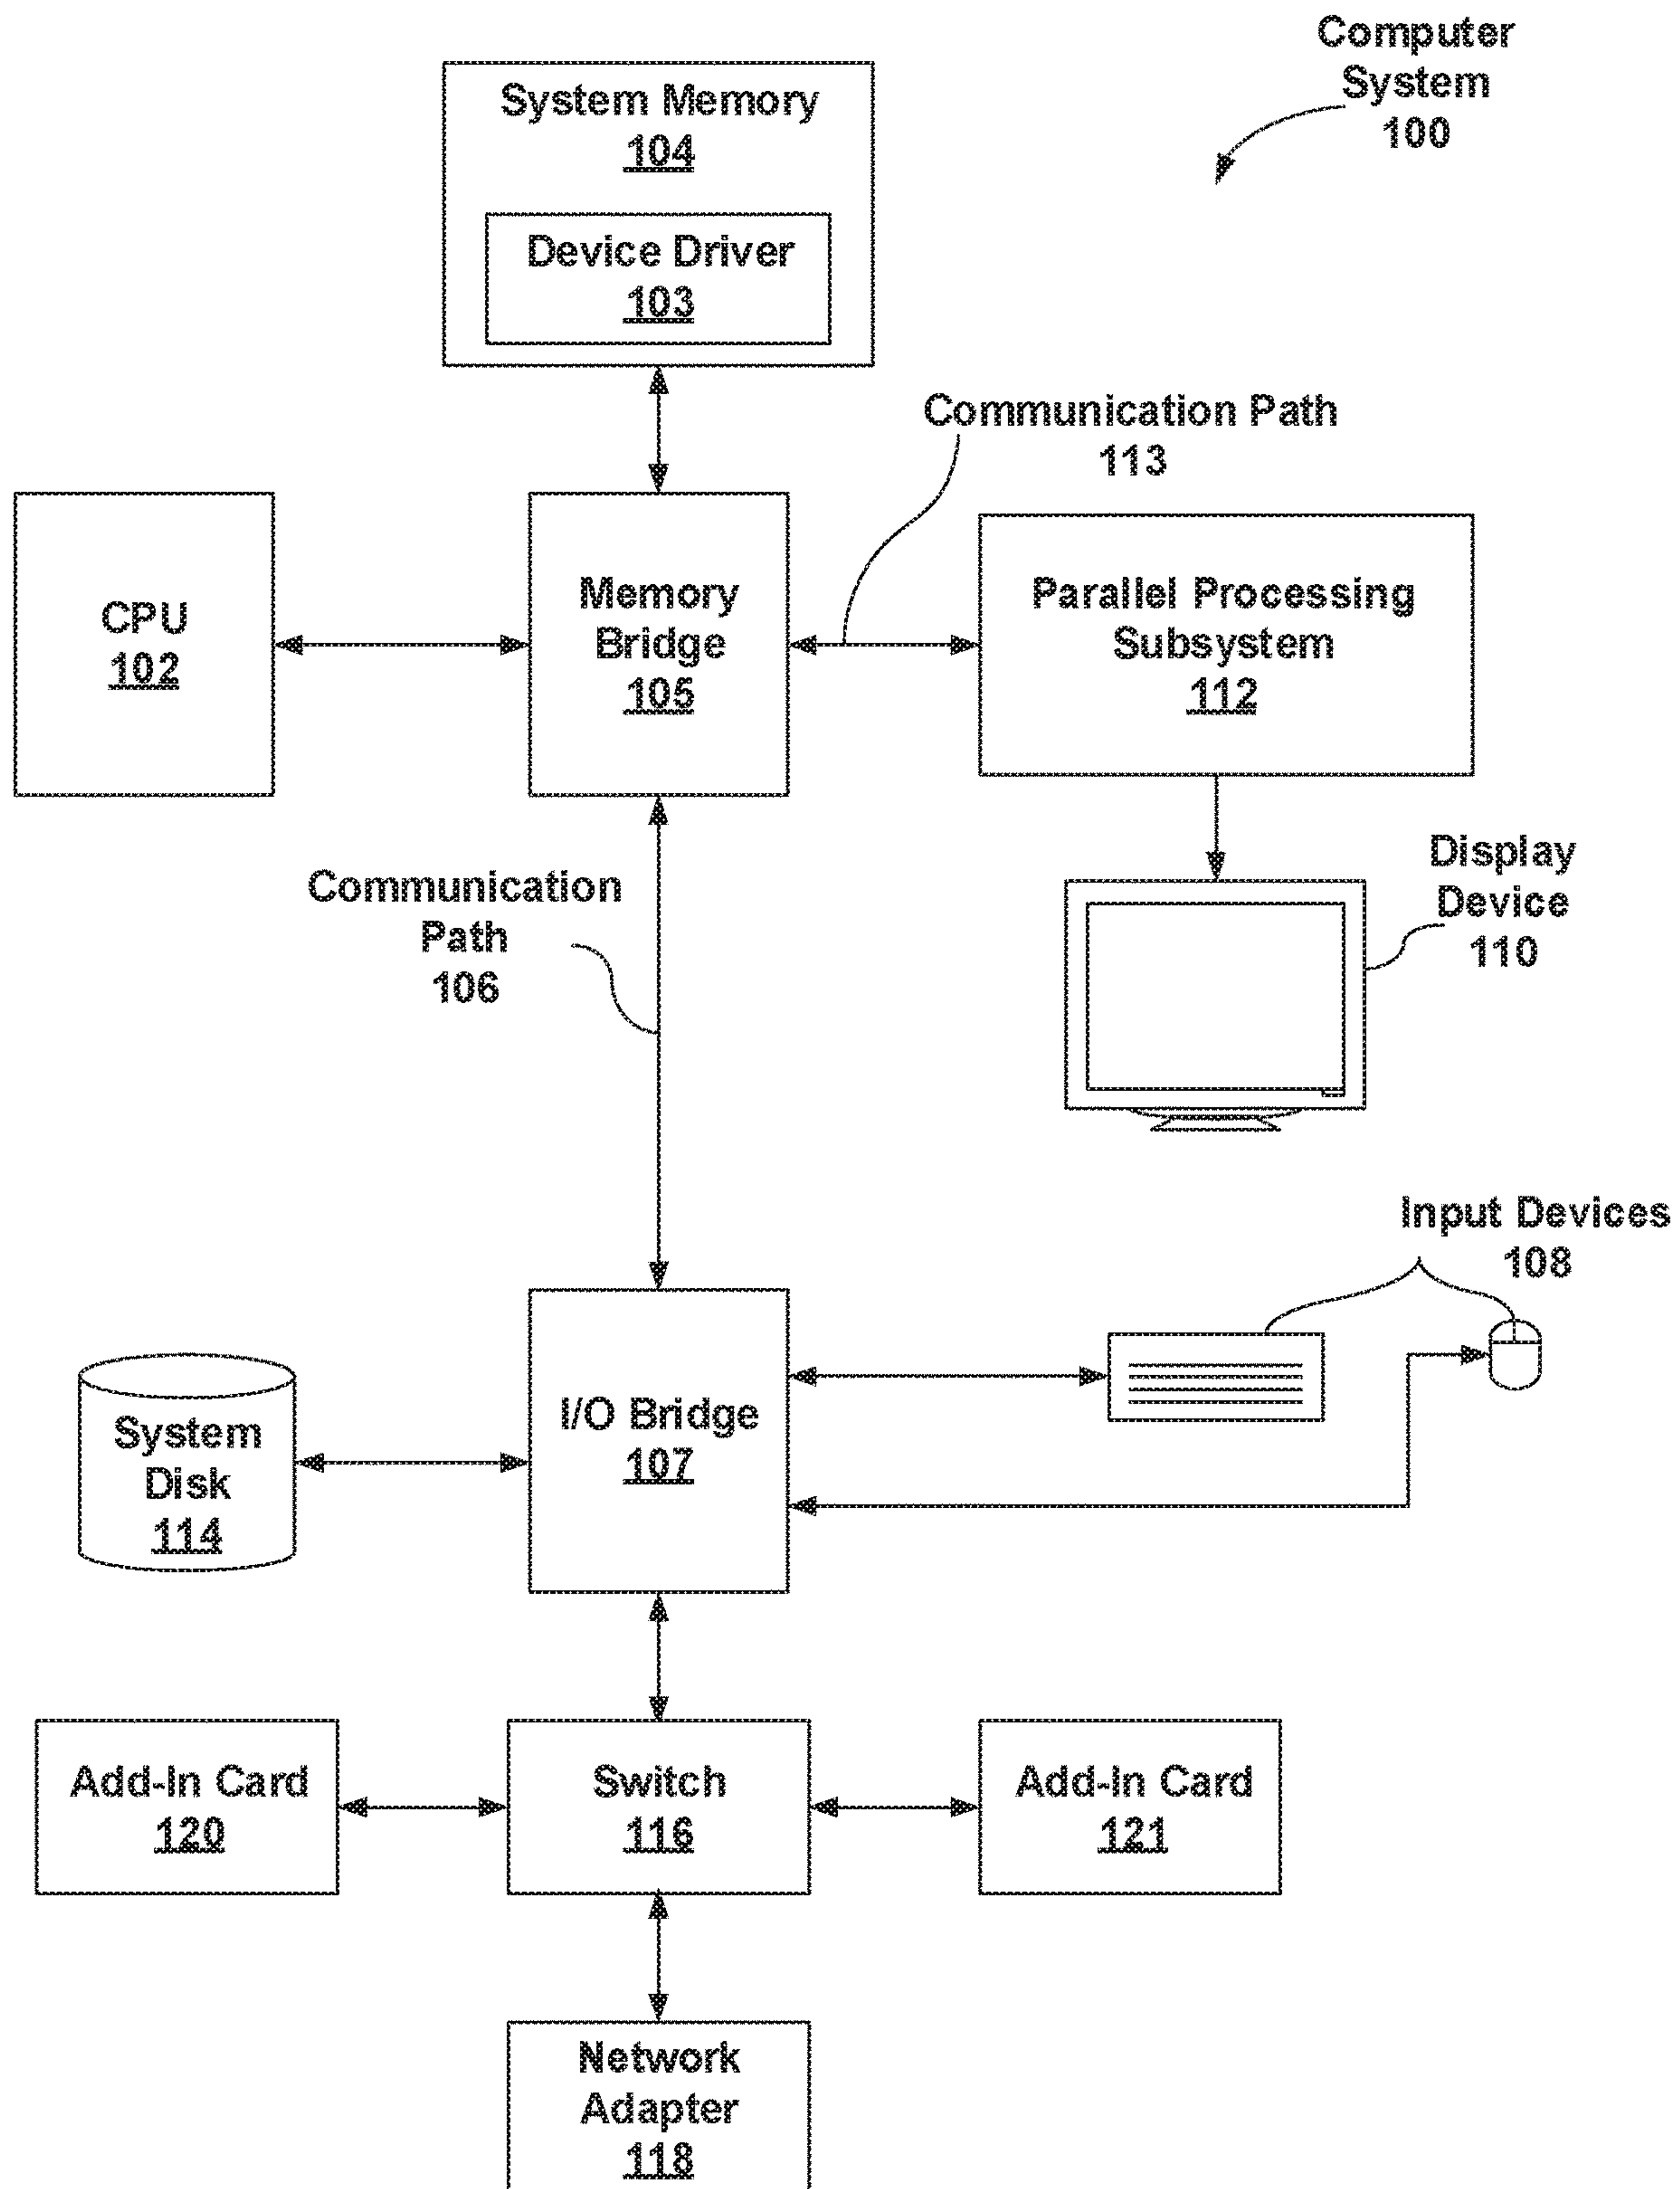 Computer
System
100
System Memory
104
Device Driver
103
Communication Path
113
CPU
102
Memory
Bridge
105
Parallel Processing
Subsystem
112
Communication
Path
106
Display
Device
110
Input Devices
108
System
Disk
114
I/O Bridge
107
Add-In Card
120
Switch
116
Add-In Card
121
Network
Adapter
118